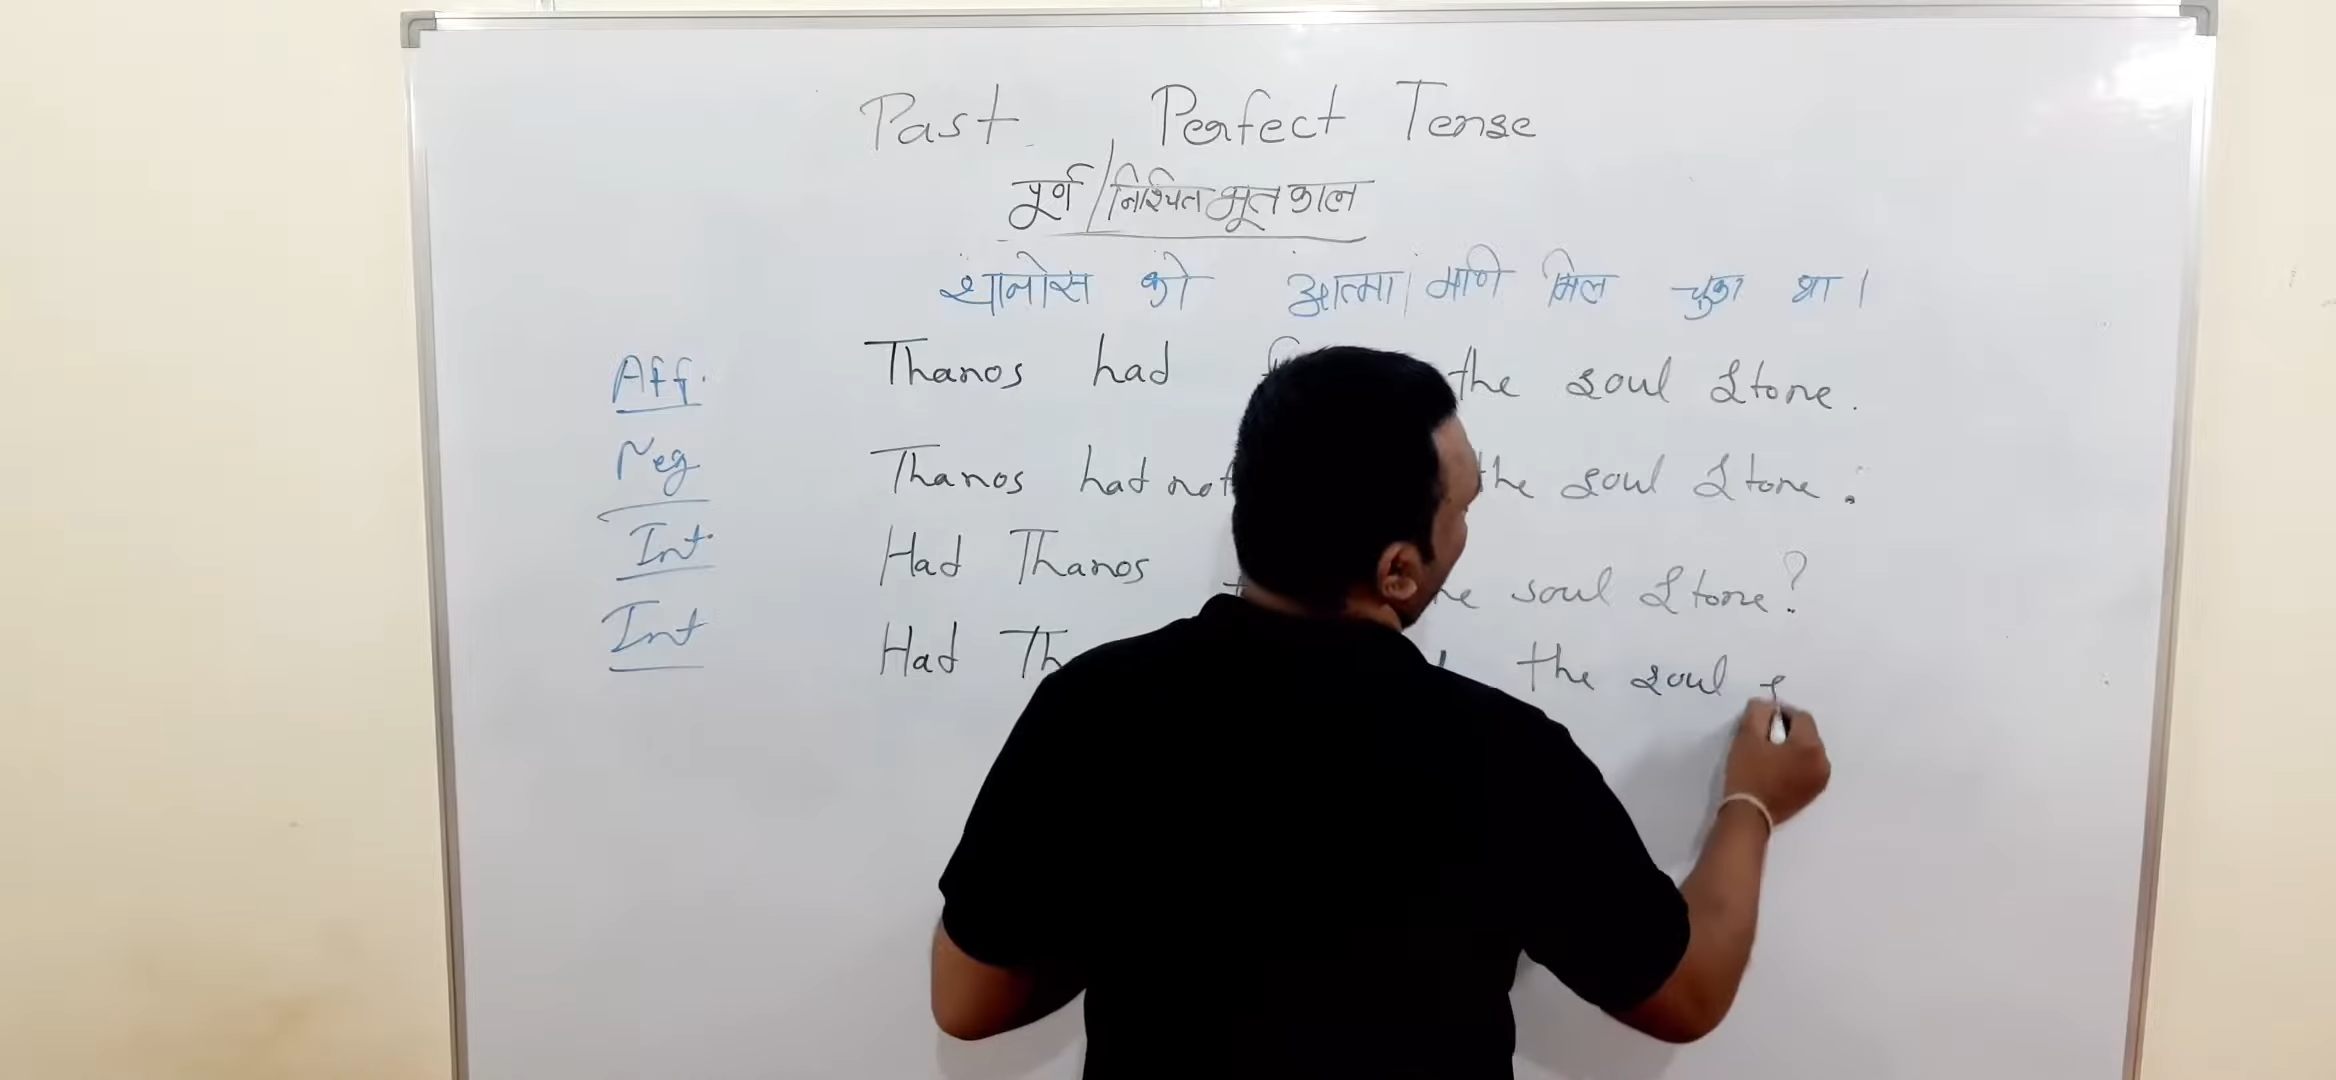 Past Perfect Tense
पूर्ण/निश्चित भूतकाल
थानोस को आत्मा मणि मिल चुका था।
Aff. Thanos had the soul stone.
Neg Thanos had not the soul stone.
Int. Had Thanos soul stone?
Int Had the soul